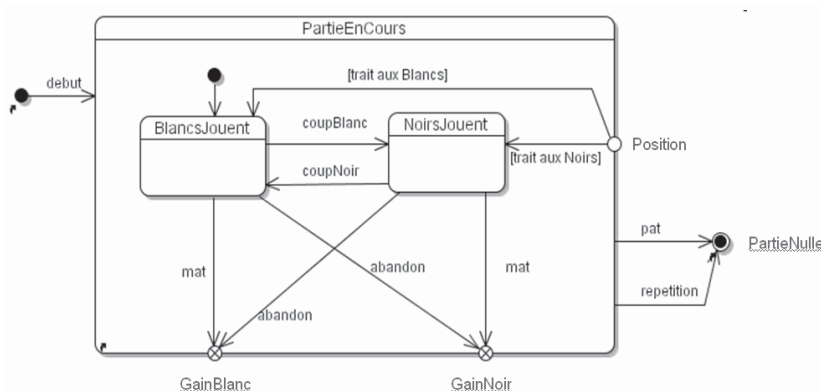 PartieEnCours
debut
[trait aux Blancs]
BlancsJouent
coupBlanc
NoirsJouent
Position
[trait aux Noirs]
coupNoir
pat
PartieNulle
mat
abandon
mat
repetition
abandon
GainBlanc
GainNoir